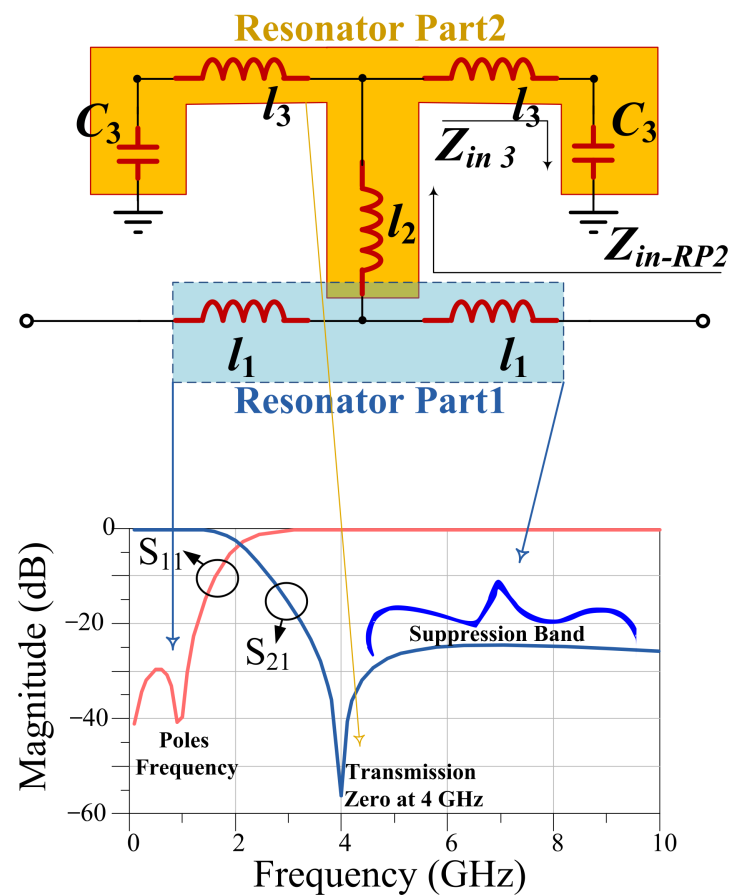 Resonator Part2
C3 l3 l3 C3
Zin 3
l2
Zin-RP2
l1 l1
Resonator Part1
Magnitude (dB)
0
−20
−40
−60
S11
S21
Suppression Band
Poles
Frequency
Transmission
Zero at 4 GHz
0 2 4 6 8 10
Frequency (GHz)